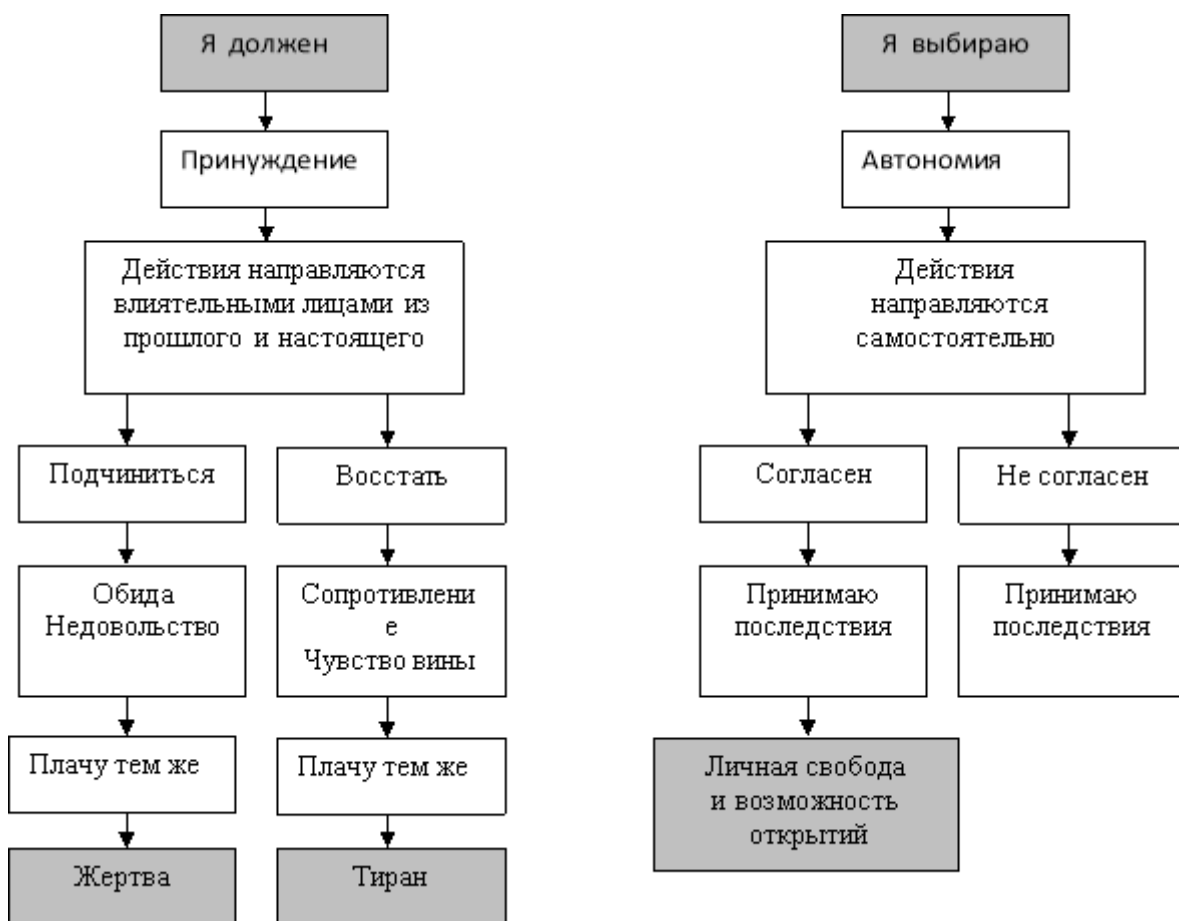 Я должен
Принуждение
Действия направляются
влиятельными лицами из
прошлого и настоящего
Подчиниться
Восстать
Обида
Недовольство
Сопротивлени
е
Чувство вины
Плачу тем же
Плачу тем же
Жертва
Тиран
Я выбираю
Автономия
Действия
направляются
самостоятельно
Согласен
Не согласен
Принимаю
последствия
Принимаю
последствия
Личная свобода
и возможность
открытий